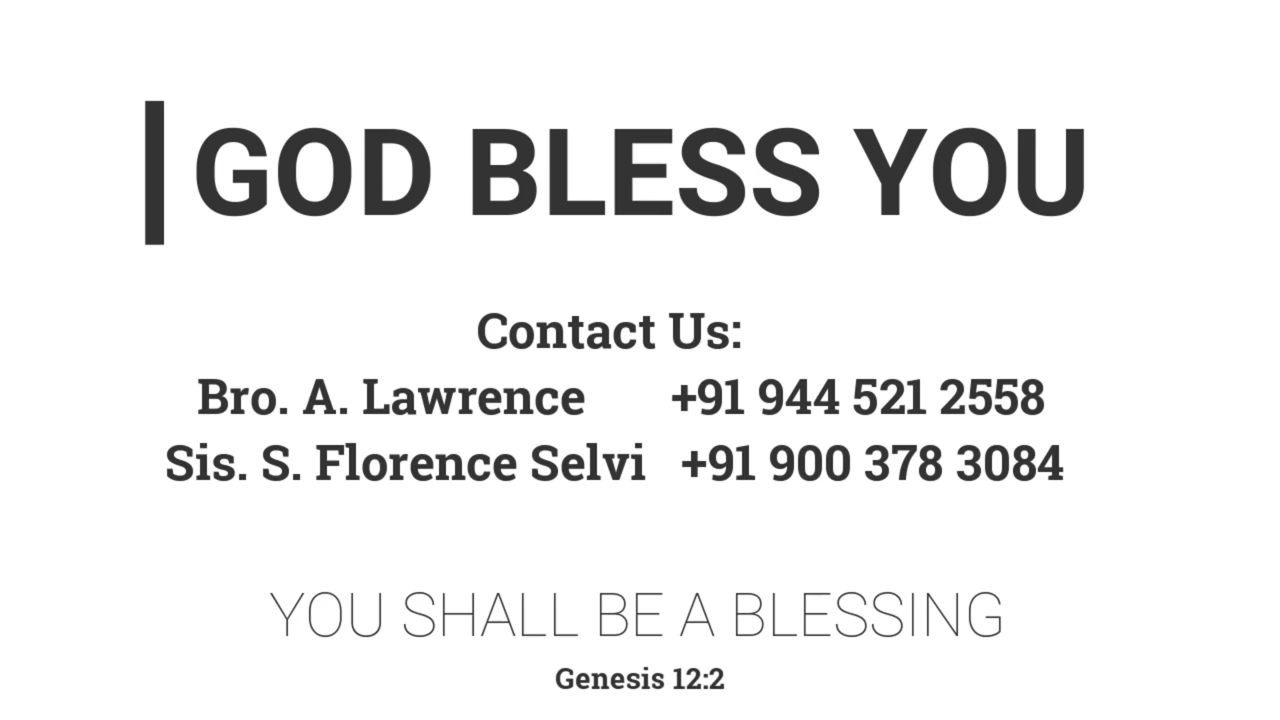 GOD BLESS YOU
Contact Us:
Bro. A. Lawrence +91 944 521 2558
Sis. S. Florence Selvi +91 900 378 3084
YOU SHALL BE A BLESSING
Genesis 12:2